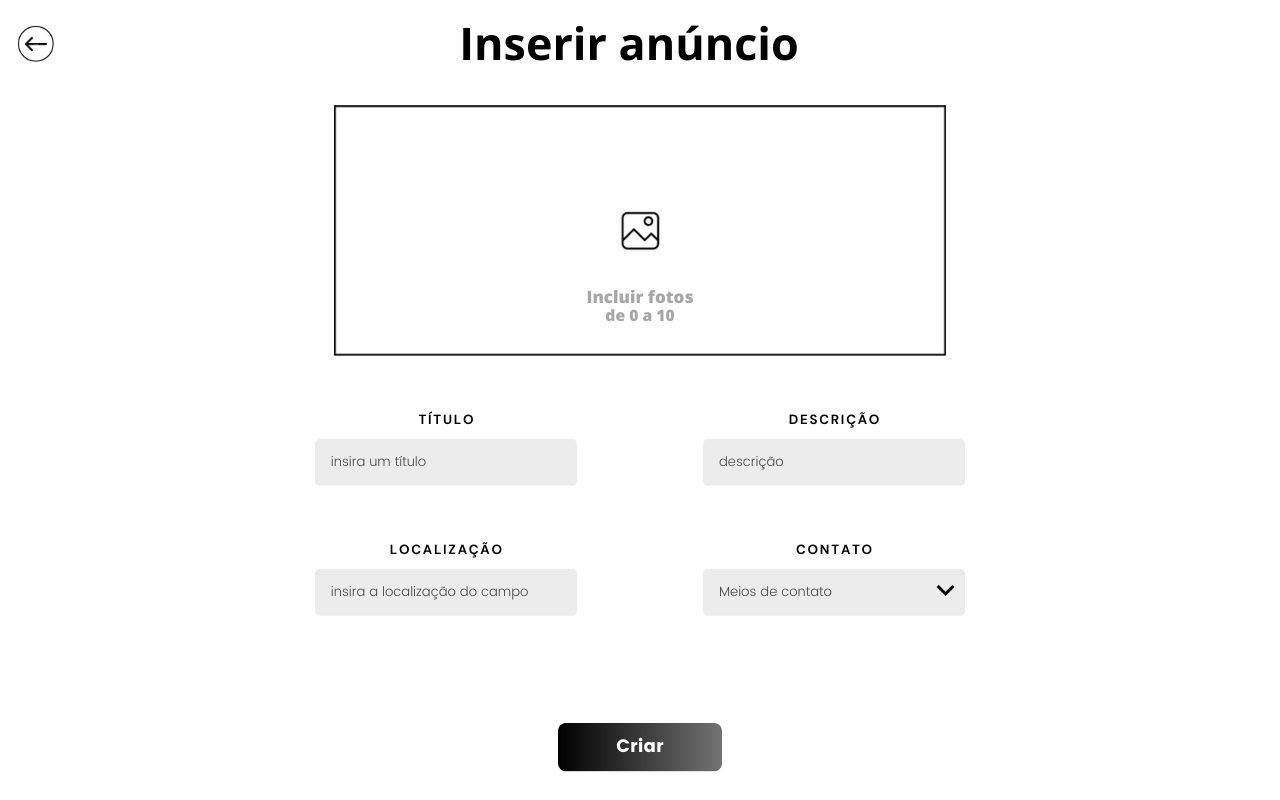 Inserir anúncio
Incluir fotos
de 0 a 10
TÍTULO
DESCRIÇÃO
insira um título
descrição
LOCALIZAÇÃO
CONTATO
insira a localização do campo
Meios de contato
Criar